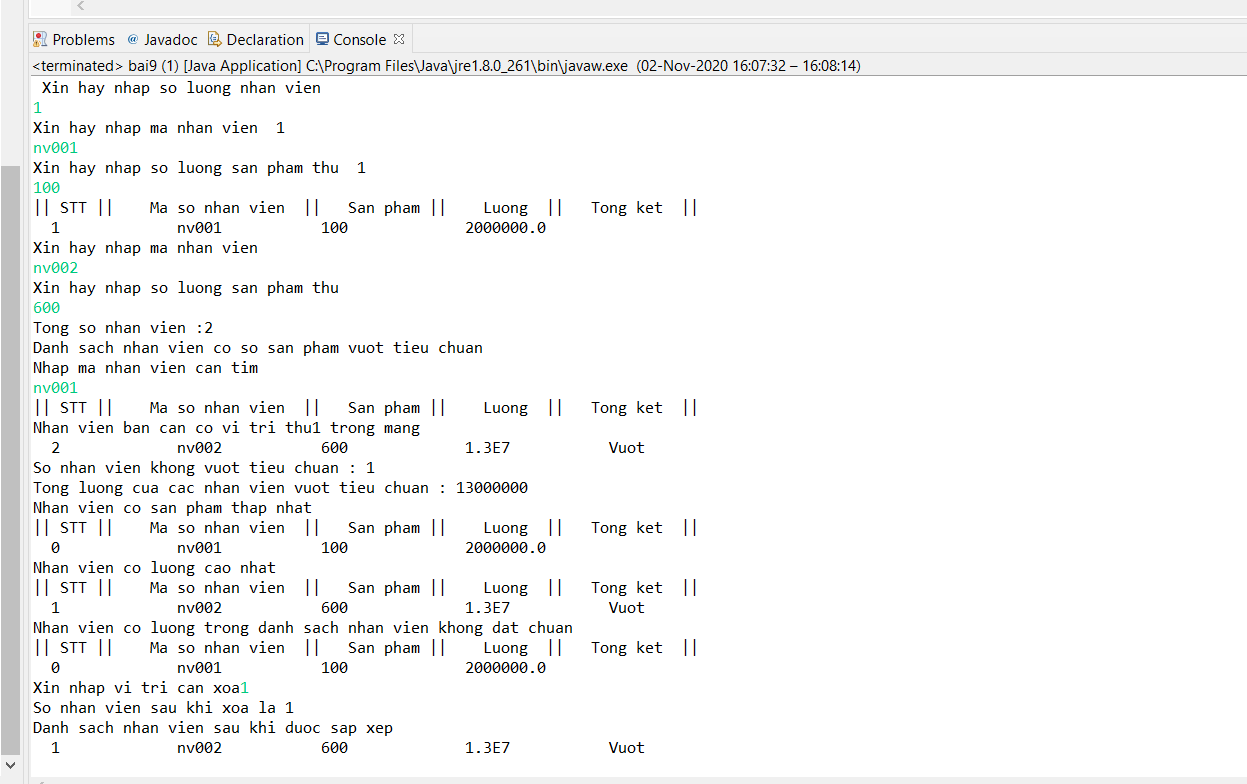 Problems @ Javadoc Declaration Console
<terminated> bai9 (1) [Java Application] C:\Program Files\Java\jre1.8.0_261\bin\javaw.exe (02-Nov-2020 16:07:32 – 16:08:14)
Xin hay nhap so luong nhan vien
1
Xin hay nhap ma nhan vien  1
nv001
Xin hay nhap so luong san pham thu  1
100
|| STT ||    Ma so nhan vien  ||   San pham ||    Luong  ||   Tong ket  ||
1             nv001           100             2000000.0
Xin hay nhap ma nhan vien
nv002
Xin hay nhap so luong san pham thu
600
Tong so nhan vien :2
Danh sach nhan vien co so san pham vuot tieu chuan
Nhap ma nhan vien can tim
nv001
|| STT ||    Ma so nhan vien  ||   San pham ||    Luong  ||   Tong ket  ||
Nhan vien ban can co vi tri thu1 trong mang
2             nv002           600             1.3E7           Vuot
So nhan vien khong vuot tieu chuan : 1
Tong luong cua cac nhan vien vuot tieu chuan : 13000000
Nhan vien co san pham thap nhat
|| STT ||    Ma so nhan vien  ||   San pham ||    Luong  ||   Tong ket  ||
0             nv001           100             2000000.0
Nhan vien co luong cao nhat
|| STT ||    Ma so nhan vien  ||   San pham ||    Luong  ||   Tong ket  ||
1             nv002           600             1.3E7           Vuot
Nhan vien co luong trong danh sach nhan vien khong dat chuan
|| STT ||    Ma so nhan vien  ||   San pham ||    Luong  ||   Tong ket  ||
0             nv001           100             2000000.0
Xin nhap vi tri can xoa1
So nhan vien sau khi xoa la 1
Danh sach nhan vien sau khi duoc sap xep
1             nv002           600             1.3E7           Vuot